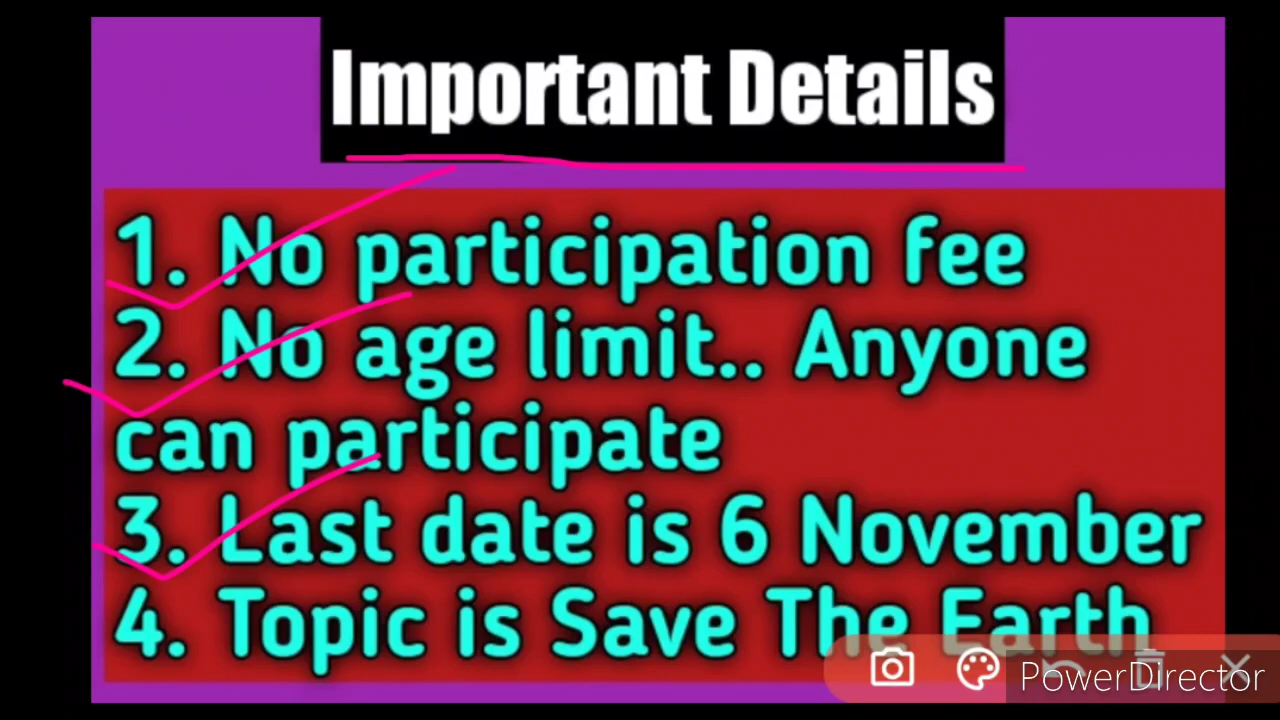 Important Details
1. No participation fee
2. No age limit.. Anyone
can participate
3. Last date is 6 November
4. Topic is Save The Earth
PowerDirector